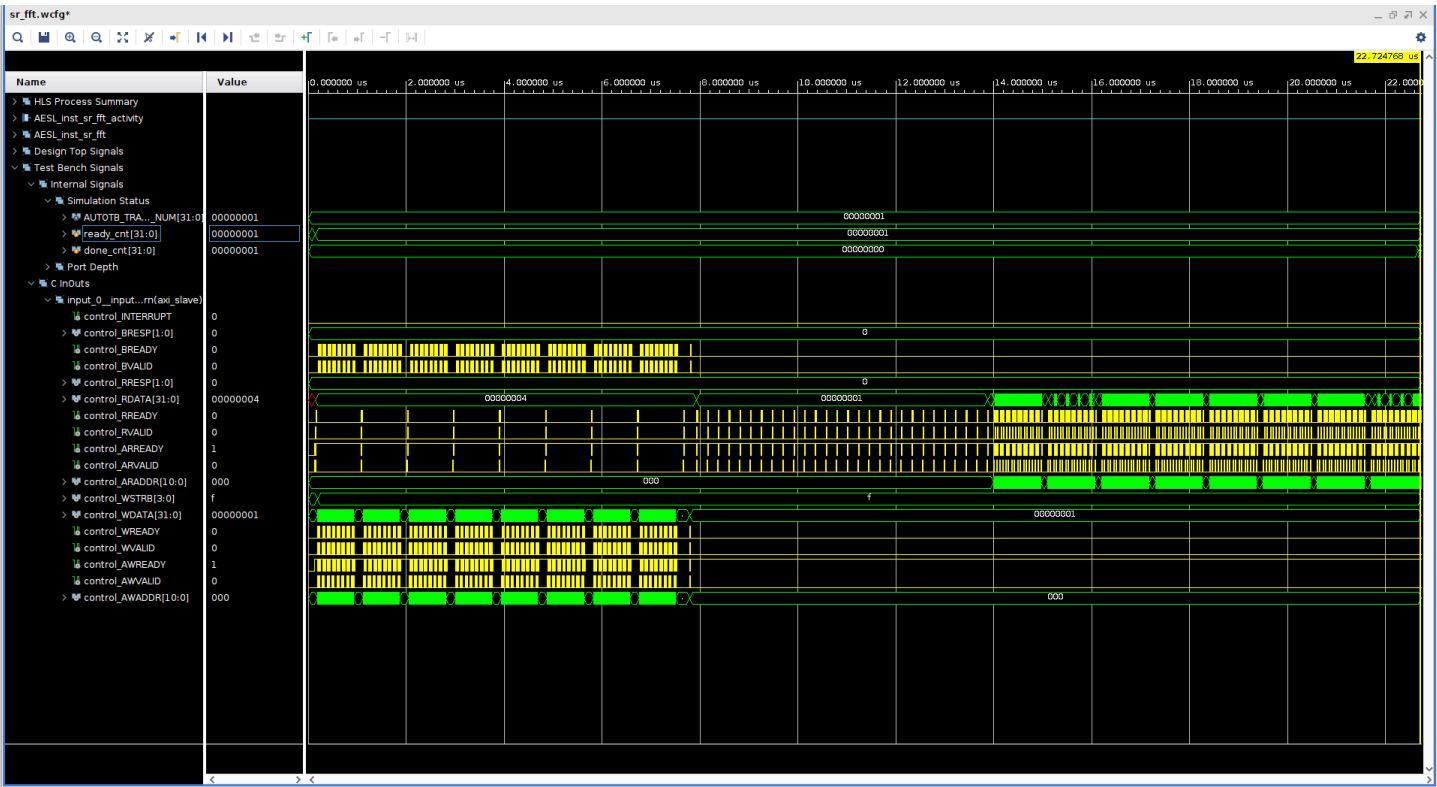 sr_fft.wcfg*
22.724768 us
Name Value 0.000000 us 2.000000 us 4.000000 us 6.000000 us 8.000000 us 10.000000 us 12.000000 us 14.000000 us 16.000000 us 18.000000 us 20.000000 us 22.000
HLS Process Summary
AESL_inst_sr_fft_activity
AESL_inst_sr_fft
Design Top Signals
Test Bench Signals
Internal Signals
Simulation Status
AUTOTB_TRA..._NUM[31:0] 00000001 00000001
ready_cnt[31:0] 00000001 00000001
done_cnt[31:0] 00000001 00000000
Port Depth
C InOuts
input_0__input...rn(axi_slave)
control_INTERRUPT 0
control_BRESP[1:0] 0 0
control_BREADY 0
control_BVALID 0
control_RRESP[1:0] 0 0
control_RDATA[31:0] 00000004 00000004 00000001
control_RREADY 0
control_RVALID 0
control_ARREADY 1
control_ARVALID 0
control_ARADDR[10:0] 000 000
control_WSTRB[3:0] f f
control_WDATA[31:0] 00000001 00000001
control_WREADY 0
control_WVALID 0
control_AWREADY 1
control_AWVALID 0
control_AWADDR[10:0] 000 000